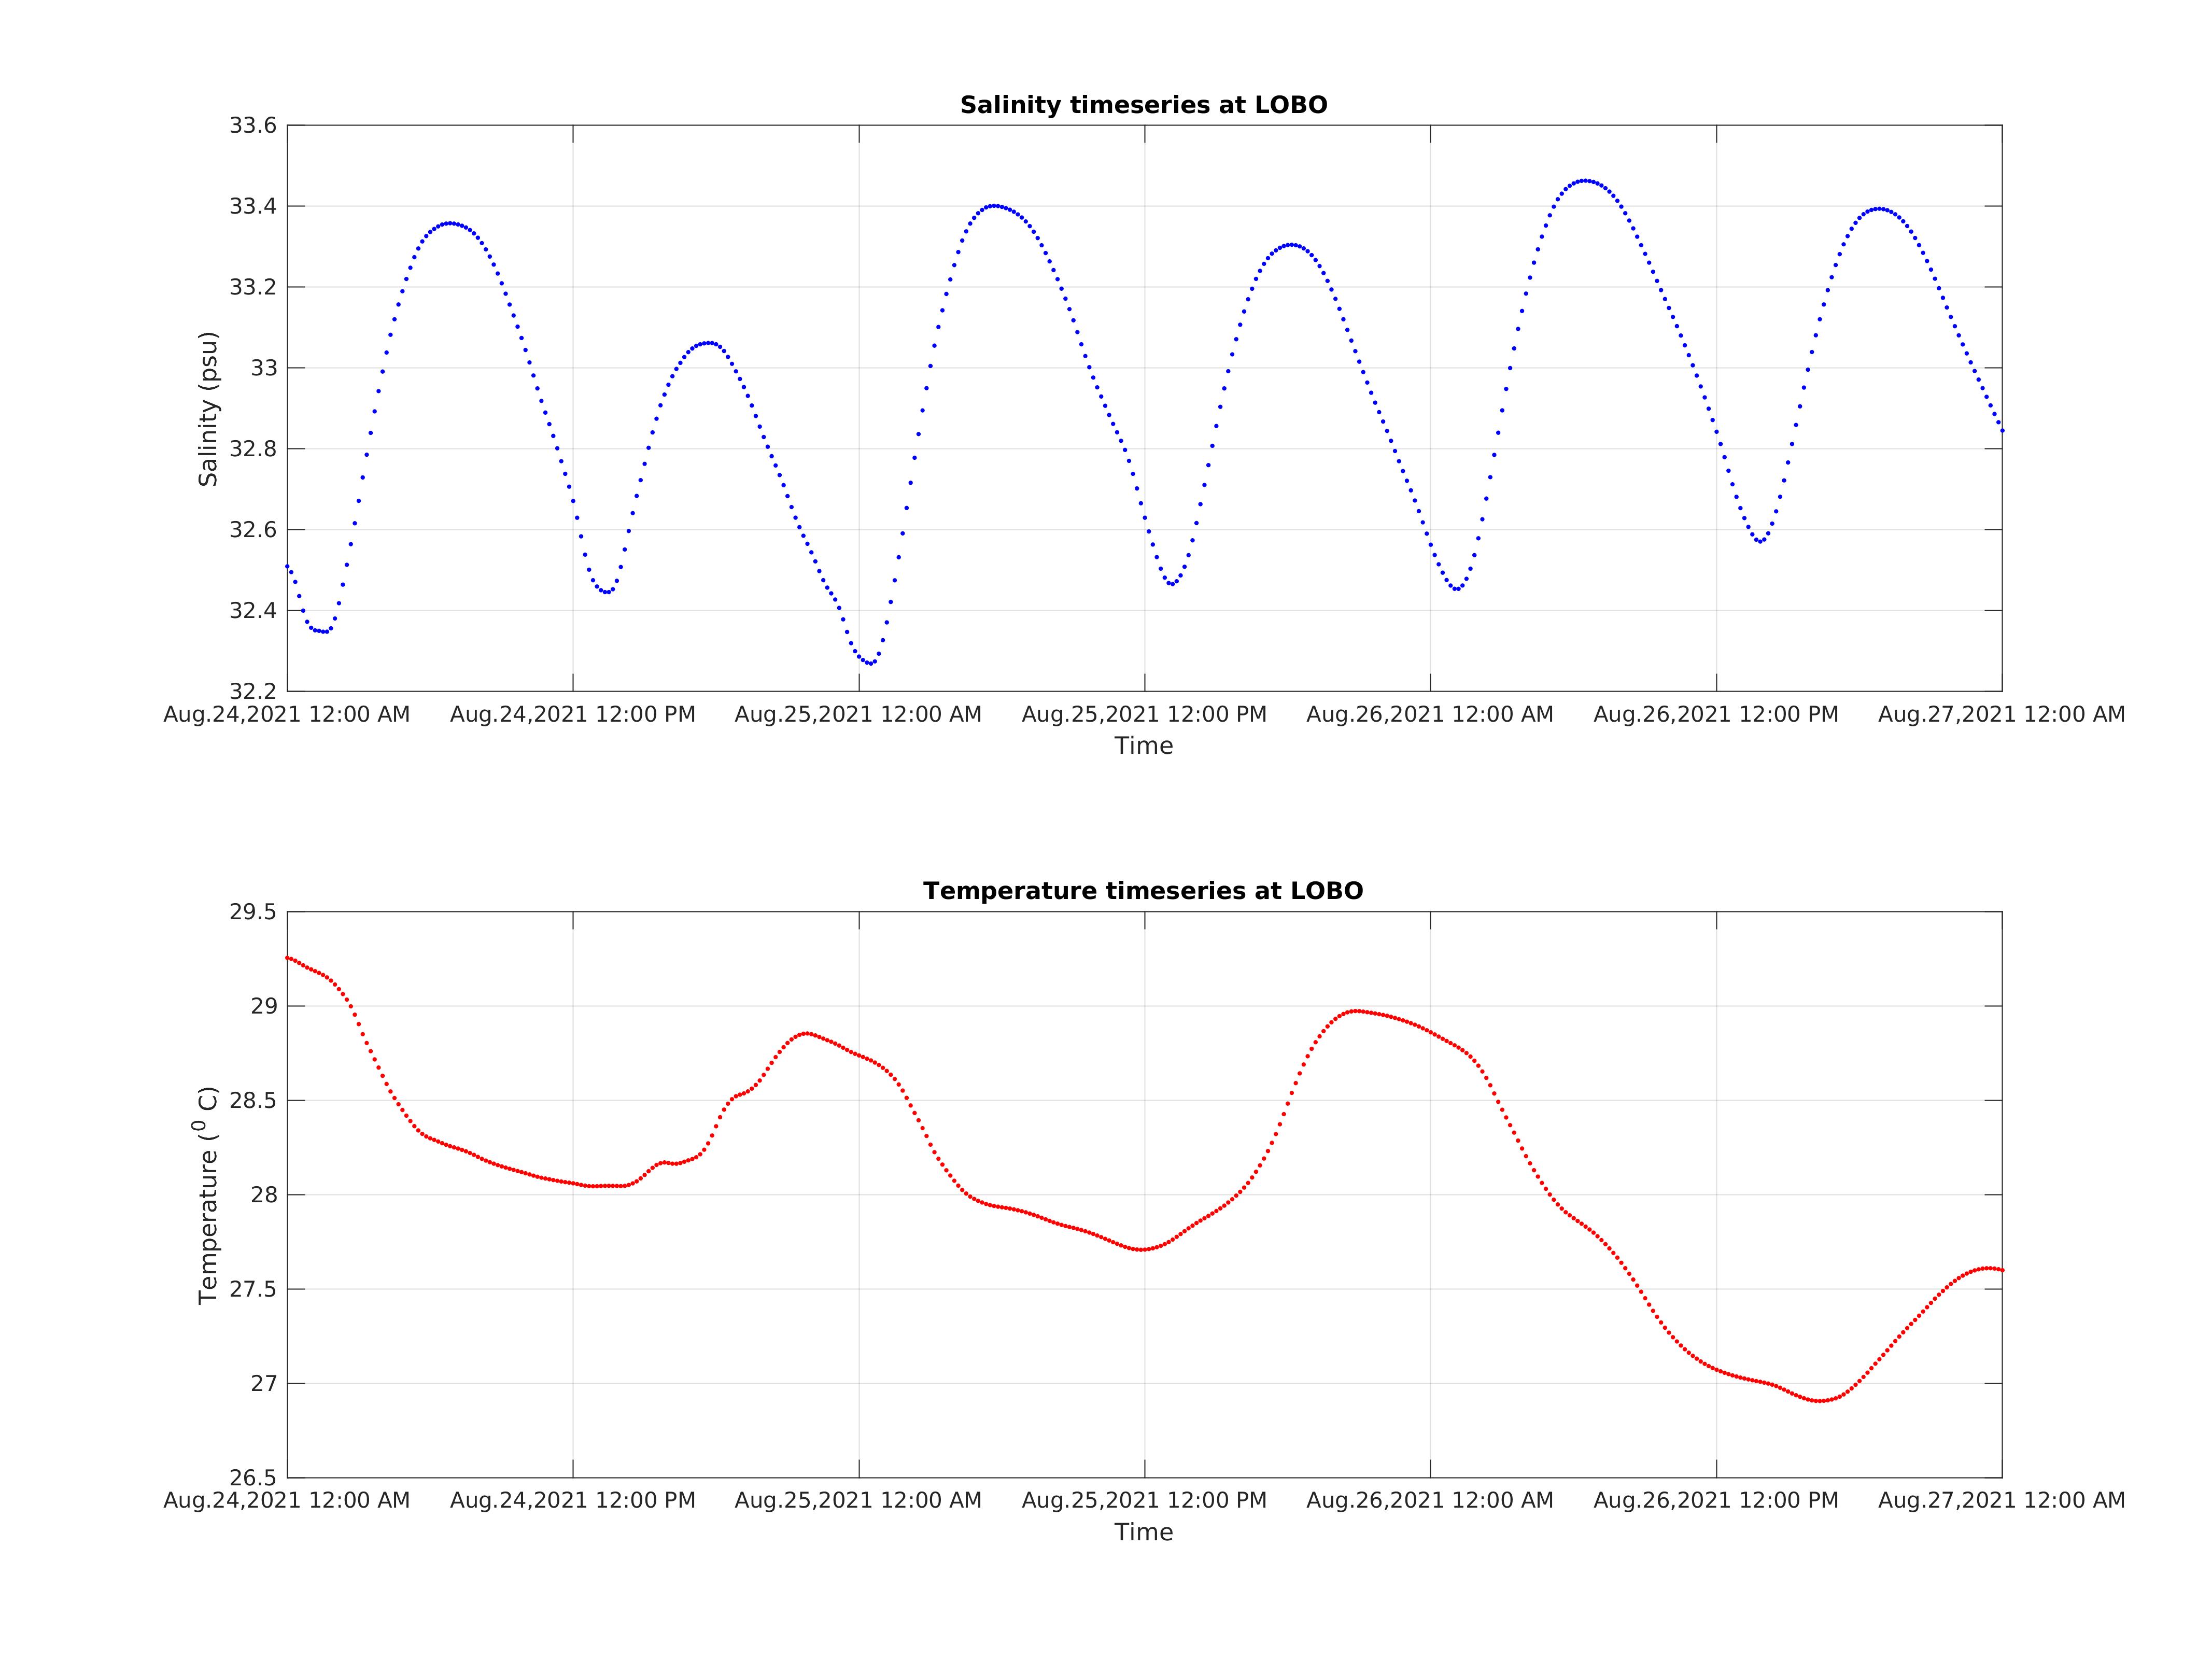 Salinity timeseries at LOBO
33.6
33.4
33.2
33
32.8
32.6
32.4
32.2
Salinity (psu)
Aug.24,2021 12:00 AM Aug.24,2021 12:00 PM Aug.25,2021 12:00 AM Aug.25,2021 12:00 PM Aug.26,2021 12:00 AM Aug.26,2021 12:00 PM Aug.27,2021 12:00 AM
Time
Temperature timeseries at LOBO
29.5
29
28.5
28
27.5
27
26.5
Temperature (⁰ C)
Aug.24,2021 12:00 AM Aug.24,2021 12:00 PM Aug.25,2021 12:00 AM Aug.25,2021 12:00 PM Aug.26,2021 12:00 AM Aug.26,2021 12:00 PM Aug.27,2021 12:00 AM
Time